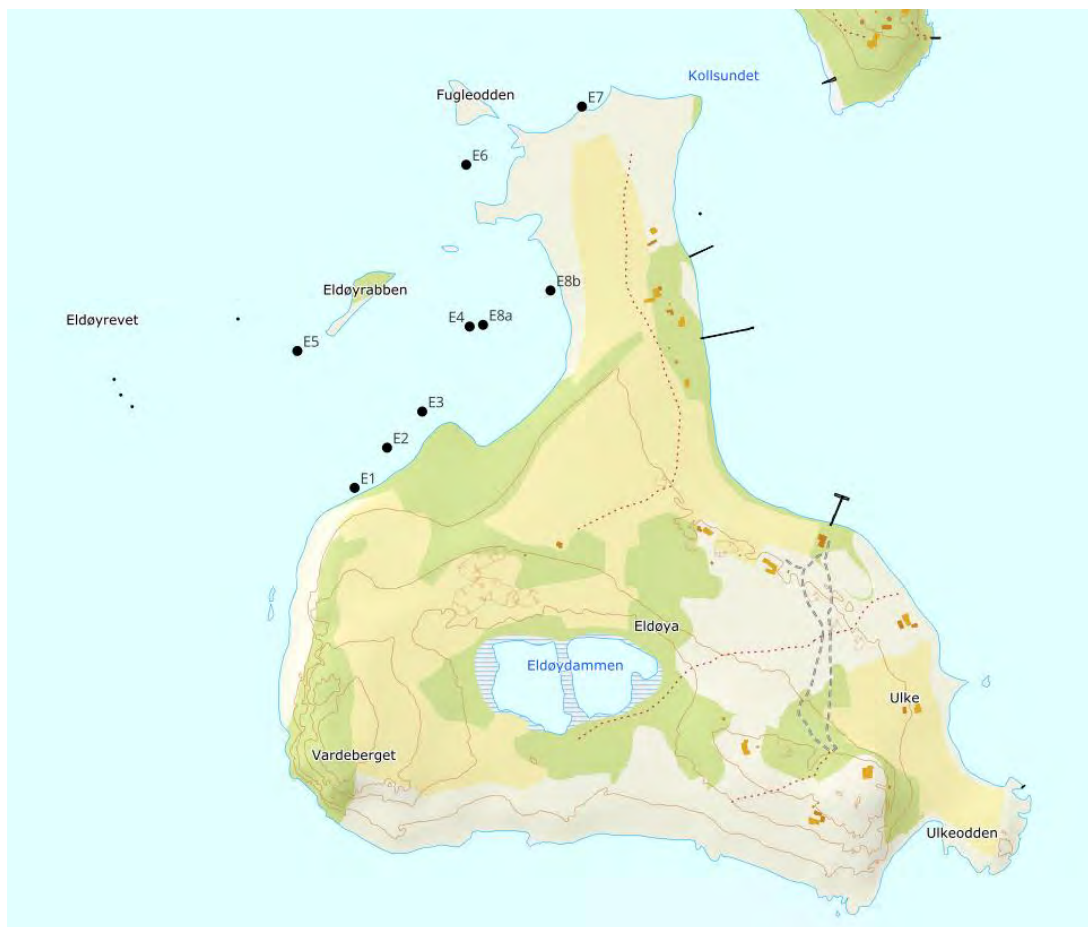 Kollsundet
Fugleodden
E7
E6
Eldøyrabben
E8b
Eldøyrevet
E4
E8a
E5
E3
E2
E1
Eldøya
Eldøydammen
Ulke
Vardeberget
Ulkeodden